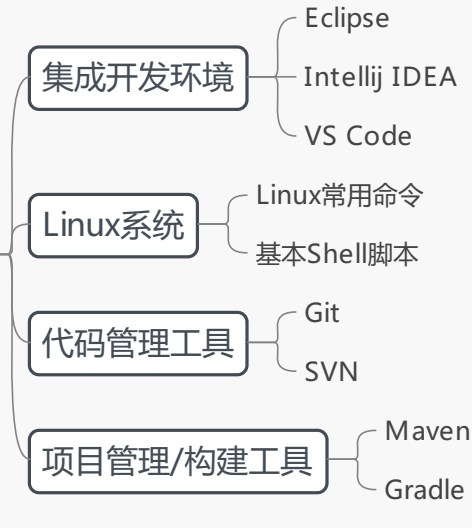 集成开发环境
Eclipse
Intellij IDEA
VS Code
Linux系统
Linux常用命令
基本Shell脚本
代码管理工具
Git
SVN
项目管理/构建工具
Maven
Gradle